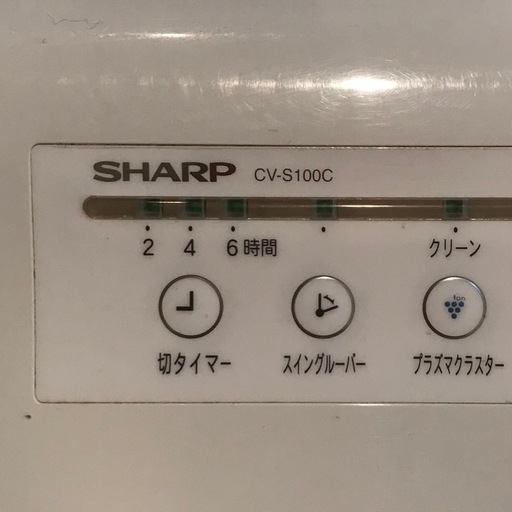 SHARP CV-S100C
2 4 6時間 クリーン
ion
切タイマー スイングルーバー プラズマクラスター